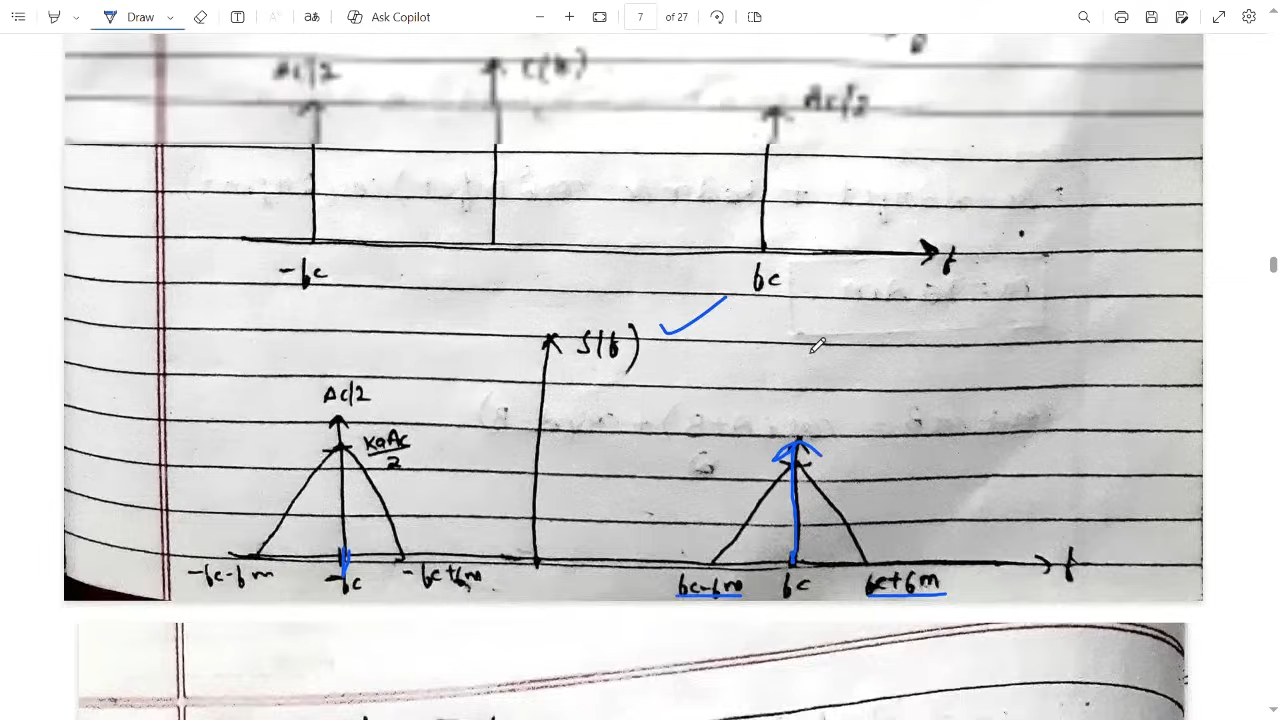 Draw
Ask Copilot
7 of 27
Ac/2
C(f)
Ac/2
-fc
fc
f
S(f)
Ac/2
KaAc
2
-fc-fm
-fc
-fc+fm
fc-fm
fc
fc+fm
f